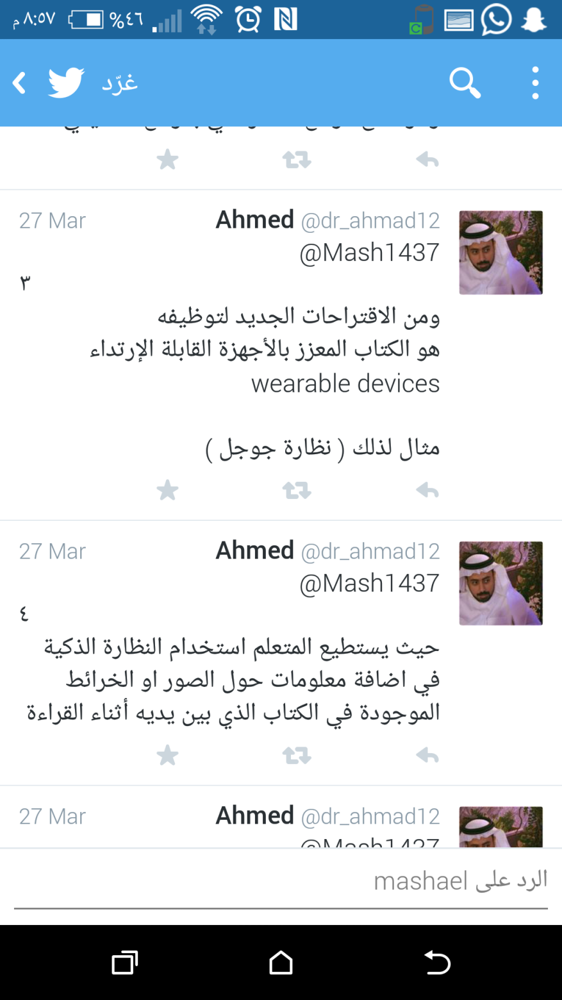 ٨:٥٧ م
%٤٦
غرّد
27 Mar
Ahmed @dr_ahmad12
@Mash1437
٣
ومن الاقتراحات الجديد لتوظيفه
هو الكتاب المعزز بالأجهزة القابلة الإرتداء
wearable devices
مثال لذلك ( نظارة جوجل )
27 Mar
Ahmed @dr_ahmad12
@Mash1437
٤
حيث يستطيع المتعلم استخدام النظارة الذكية
في اضافة معلومات حول الصور او الخرائط
الموجودة في الكتاب الذي بين يديه أثناء القراءة
27 Mar
Ahmed @dr_ahmad12
@Mash1437
الرد على mashael